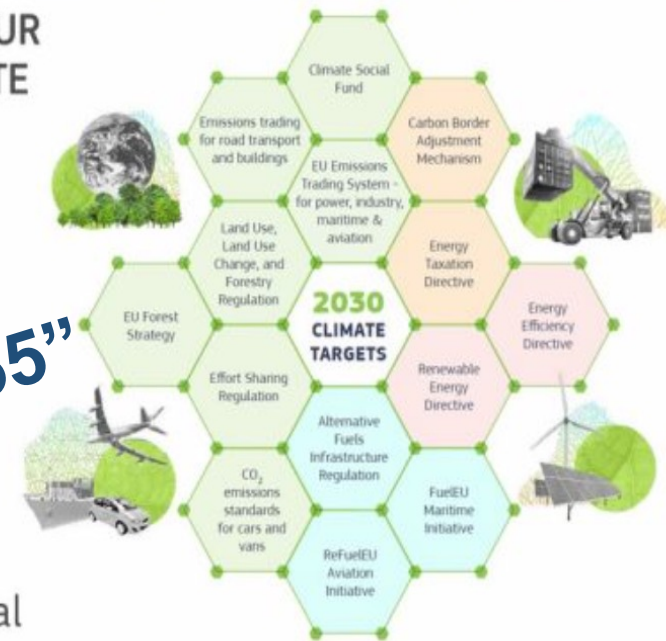 UR
TE
Climate Social
Fund
Emissions trading
for road transport
and buildings
Carbon Border
Adjustment
Mechanism
EU Emissions
Trading System -
for power, industry,
maritime &
aviation
Land Use,
Land Use
Change, and
Forestry
Regulation
Energy
Taxation
Directive
EU Forest
Strategy
2030
CLIMATE
TARGETS
Energy
Efficiency
Directive
55”
Effort Sharing
Regulation
Renewable
Energy
Directive
Alternative
Fuels
Infrastructure
Regulation
CO₂
emissions
standards
for cars and
vans
FuelEU
Maritime
Initiative
ReFuelEU
Aviation
Initiative
al